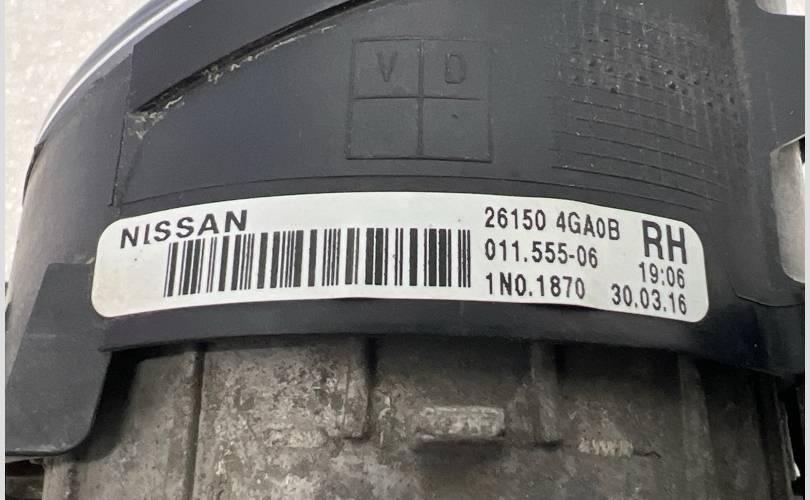 V D
NISSAN
26150 4GA0B RH
011.555-06 19:06
1N0.1870 30.03.16